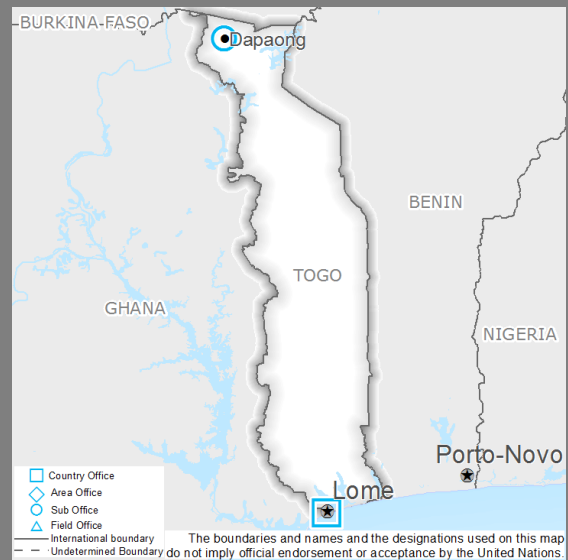 BURKINA-FASO
Dapaong
BENIN
TOGO
GHANA
NIGERIA
Porto-Novo
Lome
Country Office
Area Office
Sub Office
Field Office
International boundary
Undetermined Boundary
The boundaries and names and the designations used on this map
do not imply official endorsement or acceptance by the United Nations.